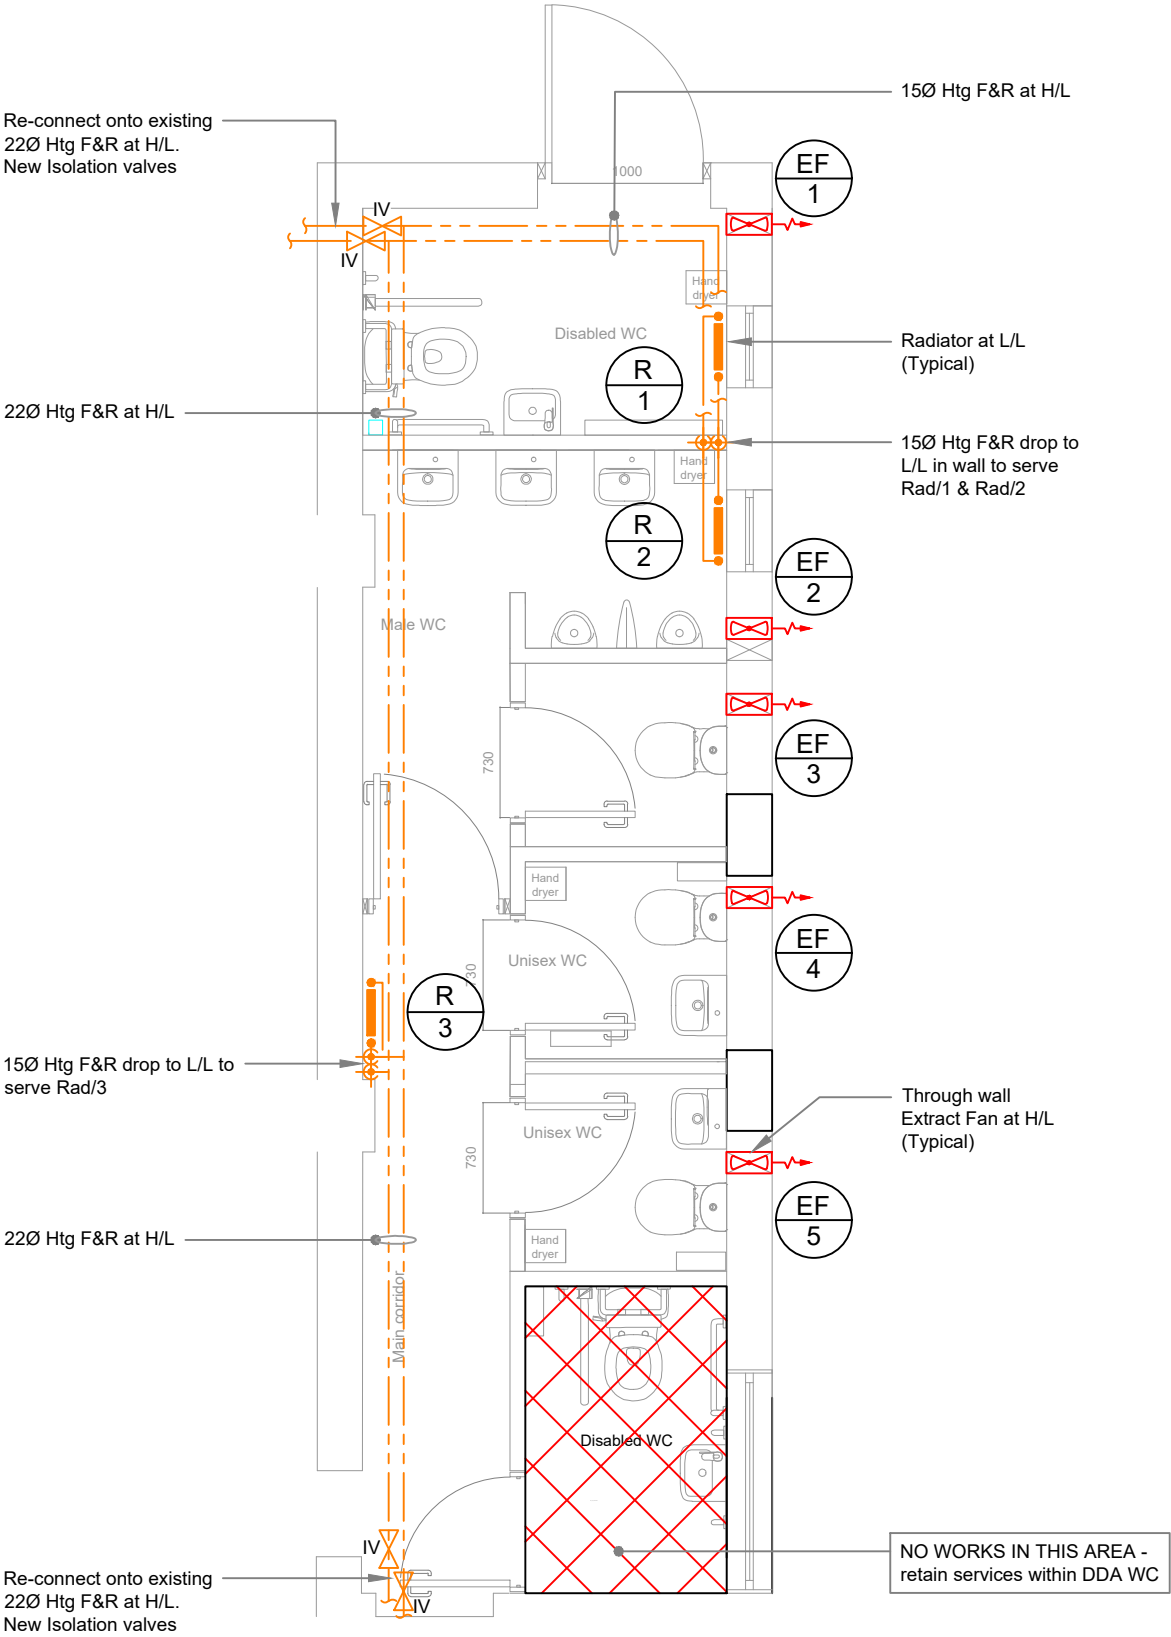 15Ø Htg F&R at H/L
Re-connect onto existing
22Ø Htg F&R at H/L.
New Isolation valves
1000
EF
1
IV
IV
Hand
dryer
Disabled WC
Radiator at L/L
(Typical)
R
1
22Ø Htg F&R at H/L
15Ø Htg F&R drop to
L/L in wall to serve
Rad/1 & Rad/2
Hand
dryer
R
2
EF
2
Male WC
EF
3
730
Hand
dryer
EF
4
Unisex WC
730
R
3
15Ø Htg F&R drop to L/L to
serve Rad/3
Through wall
Extract Fan at H/L
(Typical)
Unisex WC
730
EF
5
22Ø Htg F&R at H/L
Hand
dryer
Main corridor
Disabled WC
IV
NO WORKS IN THIS AREA -
retain services within DDA WC
Re-connect onto existing
22Ø Htg F&R at H/L.
New Isolation valves
IV